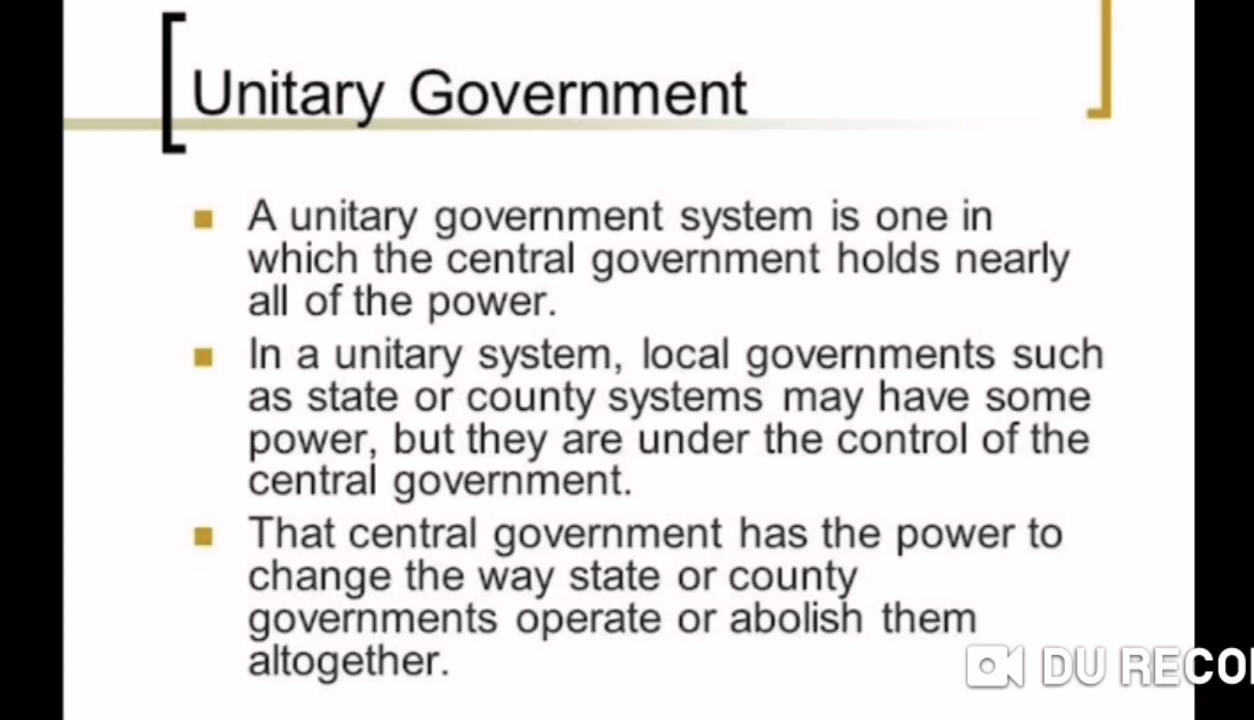 Unitary Government
A unitary government system is one in
which the central government holds nearly
all of the power.
In a unitary system, local governments such
as state or county systems may have some
power, but they are under the control of the
central government.
That central government has the power to
change the way state or county
governments operate or abolish them
altogether.
DU RECO